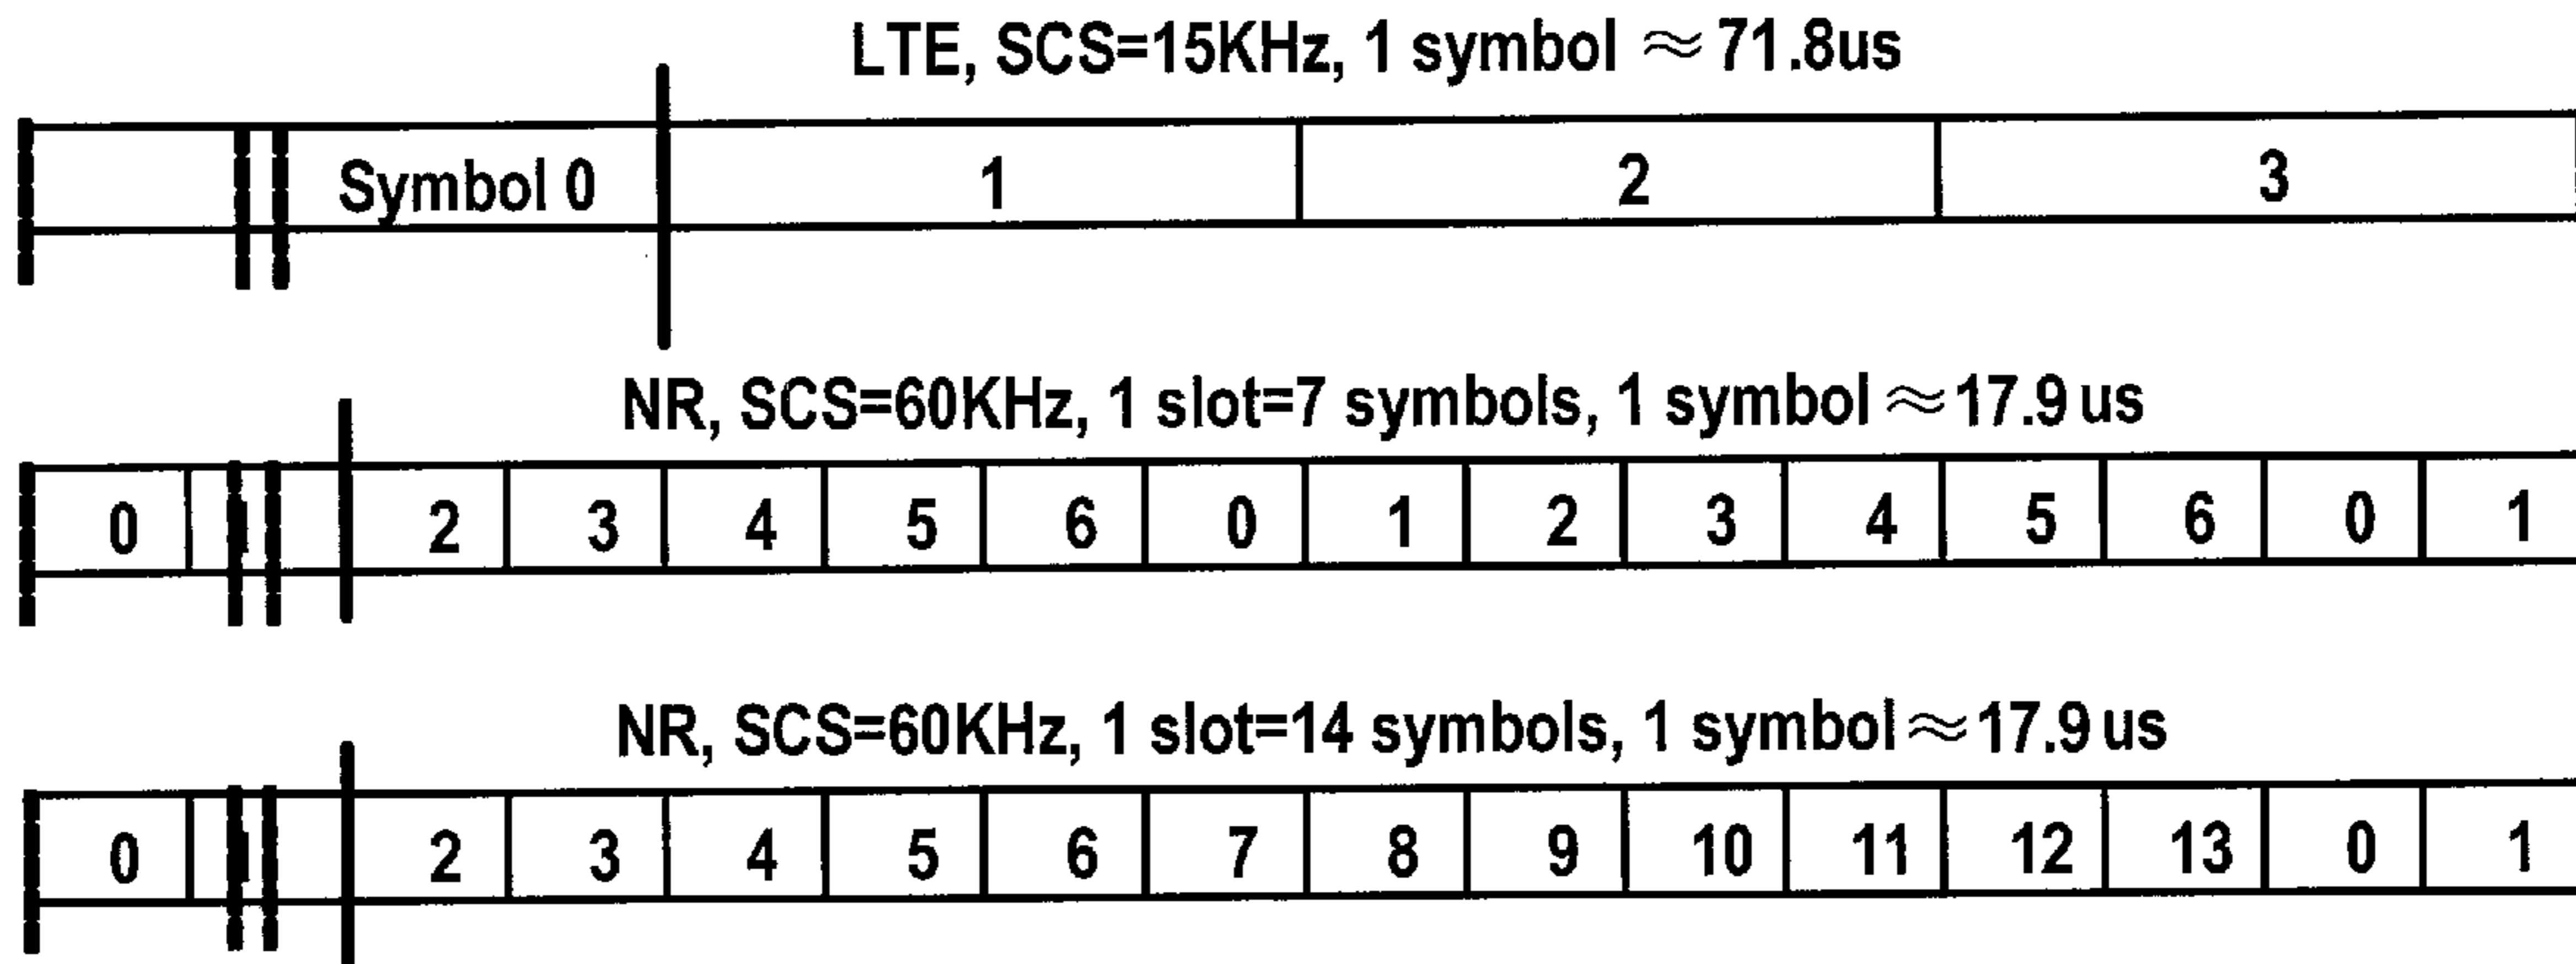 LTE, SCS=15KHz, 1 symbol ≈ 71.8us
Symbol 0 1 2 3
NR, SCS=60KHz, 1 slot=7 symbols, 1 symbol ≈ 17.9 us
0 2 3 4 5 6 0 1 2 3 4 5 6 0 1
NR, SCS=60KHz, 1 slot=14 symbols, 1 symbol ≈ 17.9 us
0 2 3 4 5 6 7 8 9 10 11 12 13 0 1